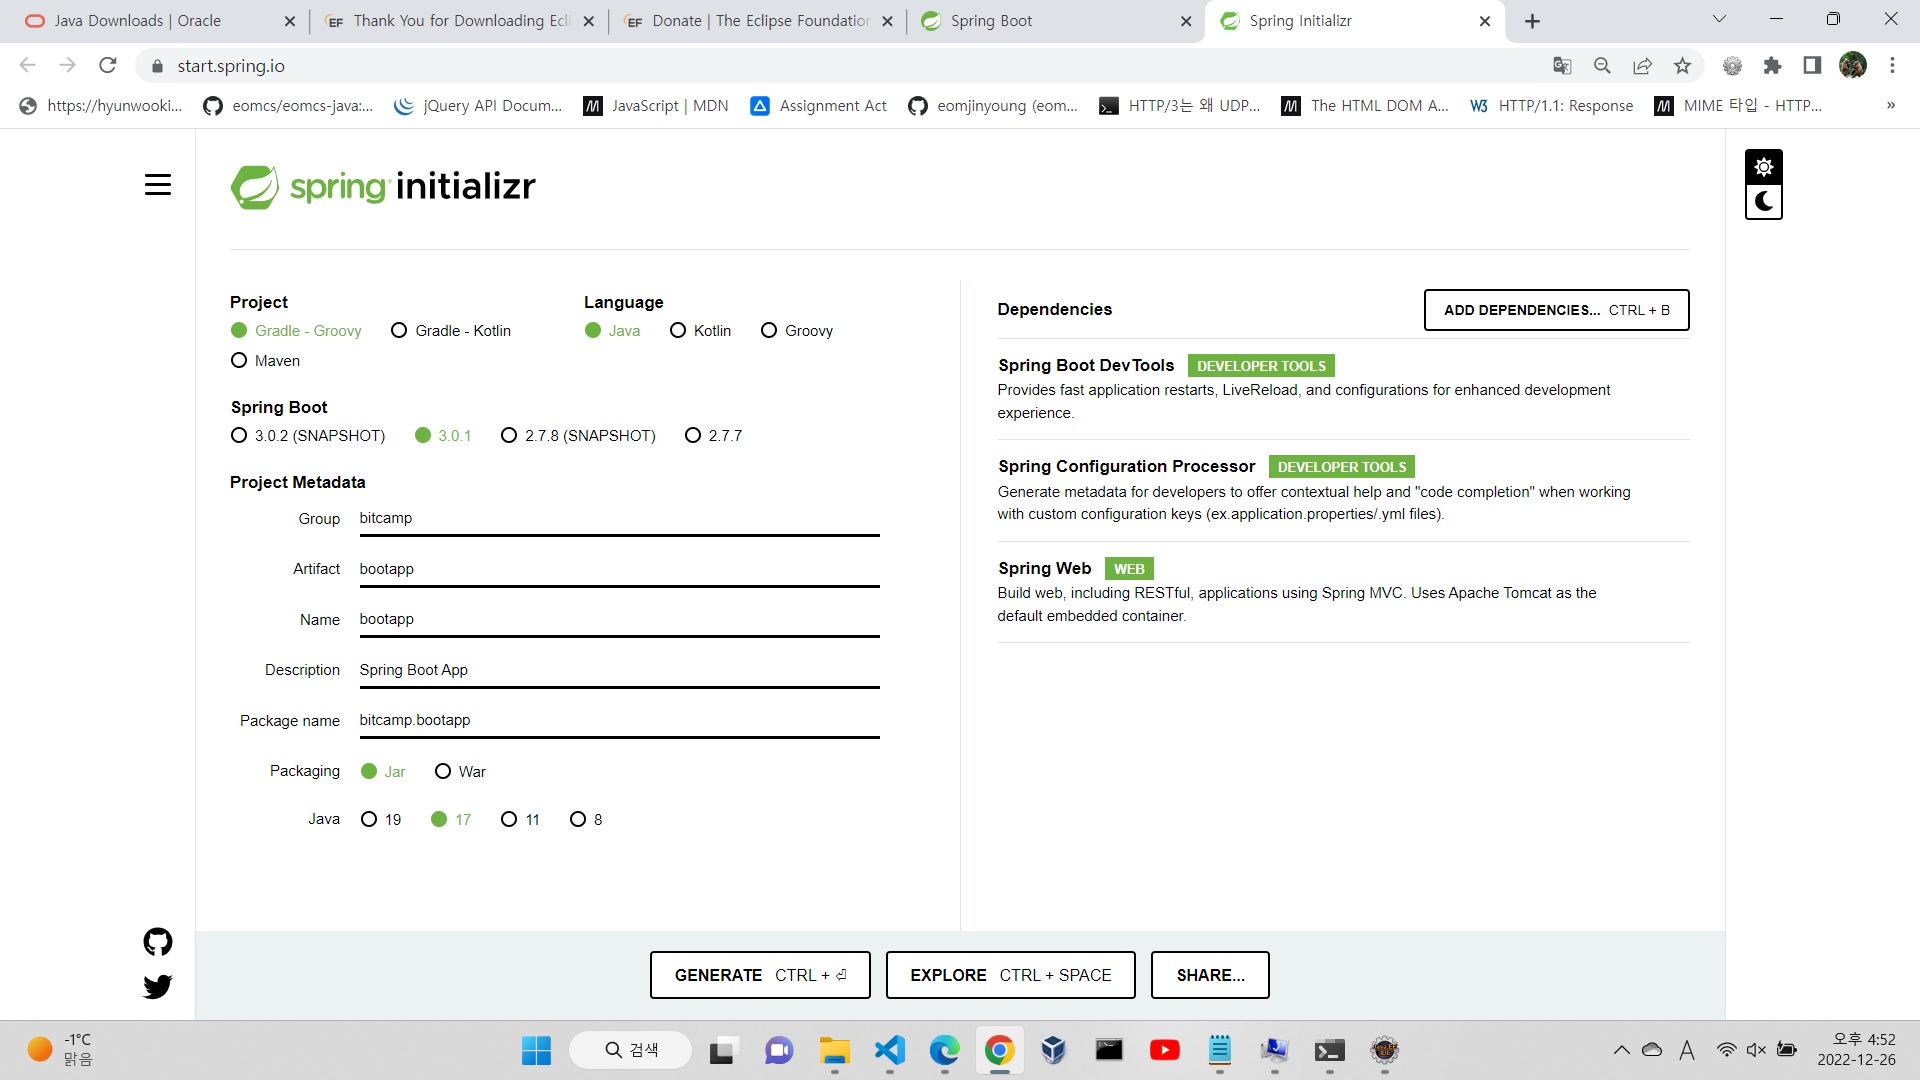 Java Downloads | Oracle
Thank You for Downloading Ecli
Donate | The Eclipse Foundation
Spring Boot
Spring Initializr
start.spring.io
https://hyunwooki...
eomcs/eomcs-java:...
jQuery API Docum...
JavaScript | MDN
Assignment Act
eomjinyoung (eom...
HTTP/3는 왜 UDP...
The HTML DOM A...
HTTP/1.1: Response
MIME 타입 - HTTP...
»
spring initializr
Project
Gradle - Groovy
Gradle - Kotlin
Maven
Language
Java
Kotlin
Groovy
Spring Boot
3.0.2 (SNAPSHOT)
3.0.1
2.7.8 (SNAPSHOT)
2.7.7
Project Metadata
Group bitcamp
Artifact bootapp
Name bootapp
Description Spring Boot App
Package name bitcamp.bootapp
Packaging Jar War
Java 19 17 11 8
Dependencies
ADD DEPENDENCIES... CTRL + B
Spring Boot DevTools DEVELOPER TOOLS
Provides fast application restarts, LiveReload, and configurations for enhanced development
experience.
Spring Configuration Processor DEVELOPER TOOLS
Generate metadata for developers to offer contextual help and "code completion" when working
with custom configuration keys (ex.application.properties/.yml files).
Spring Web WEB
Build web, including RESTful, applications using Spring MVC. Uses Apache Tomcat as the
default embedded container.
GENERATE CTRL + ⏎
EXPLORE CTRL + SPACE
SHARE...
-1°C
맑음
검색
A
오후 4:52
2022-12-26